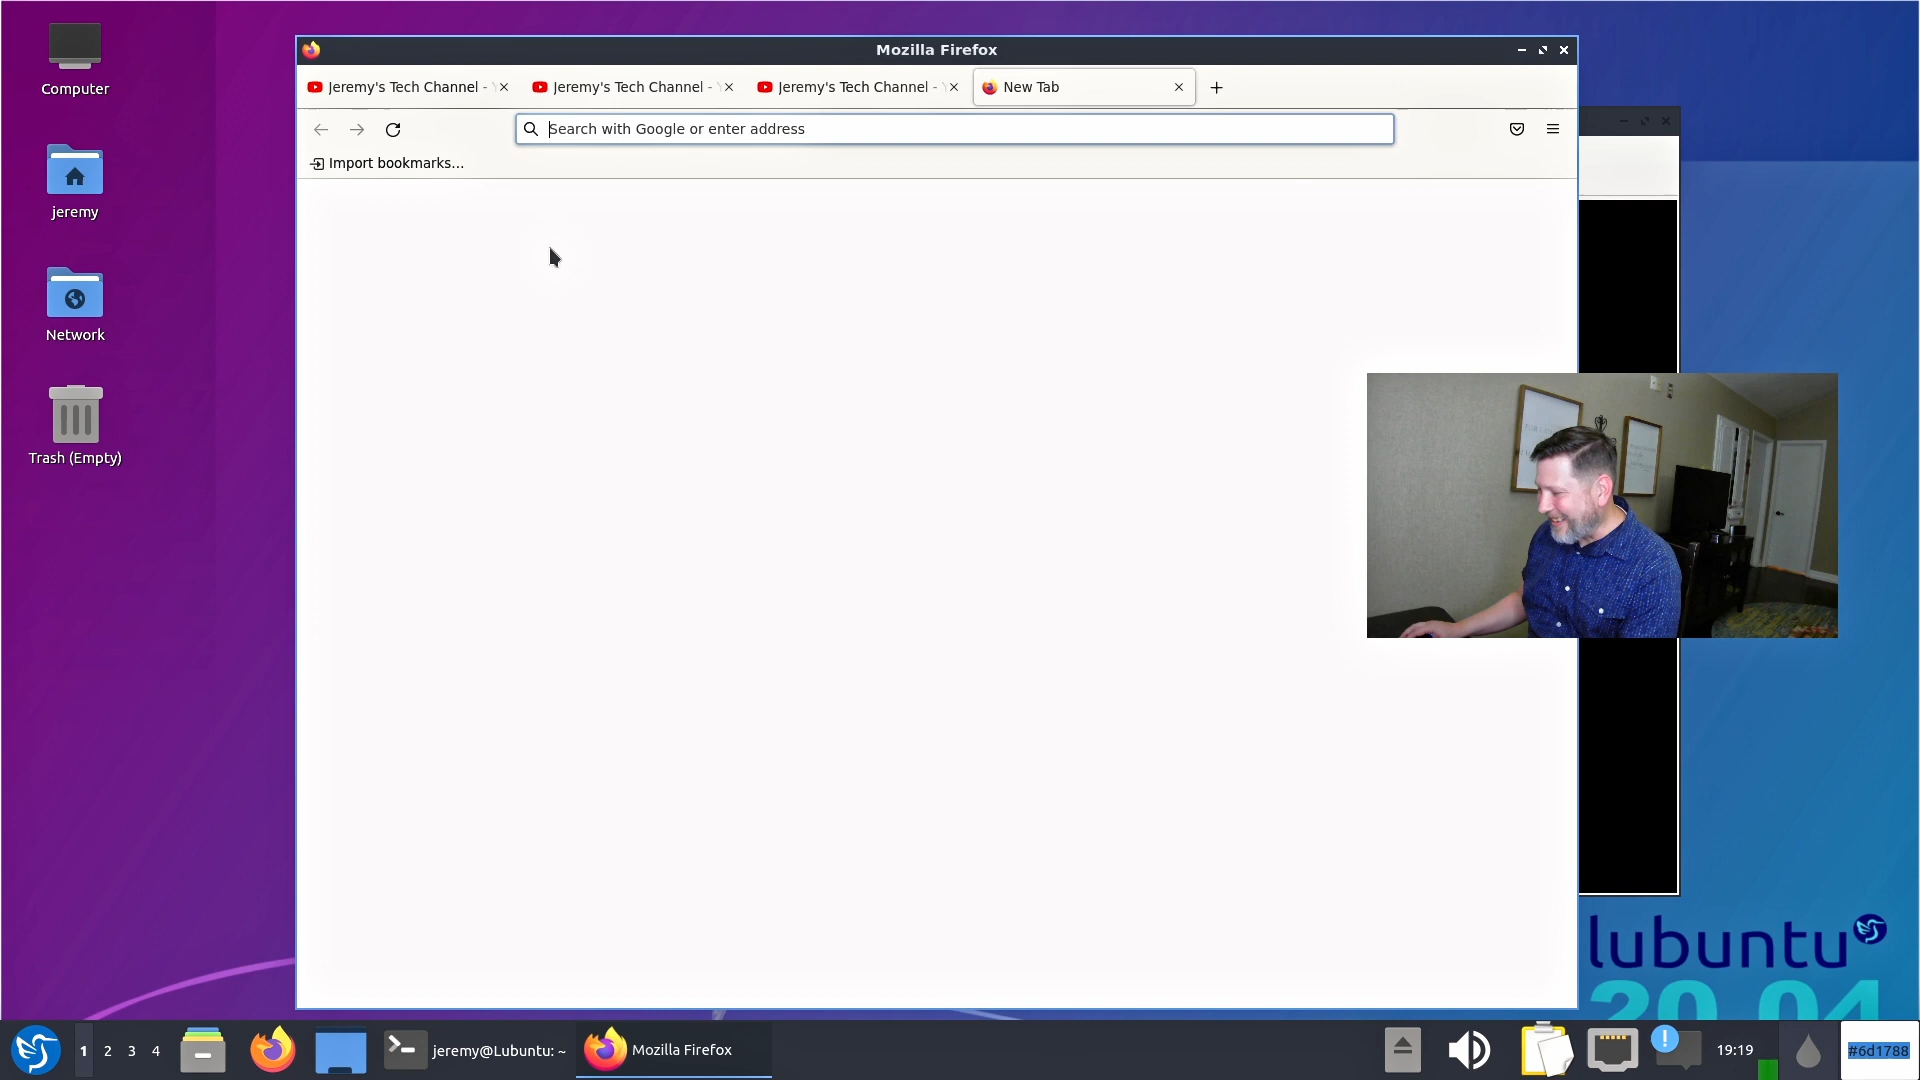 Mozilla Firefox
Jeremy's Tech Channel -
Jeremy's Tech Channel -
Jeremy's Tech Channel -
New Tab
Search with Google or enter address
Import bookmarks...
Computer
jeremy
Network
Trash (Empty)
lubuntu
20.04
1 2 3 4
jeremy@Lubuntu: ~
Mozilla Firefox
19:19
#6d1788